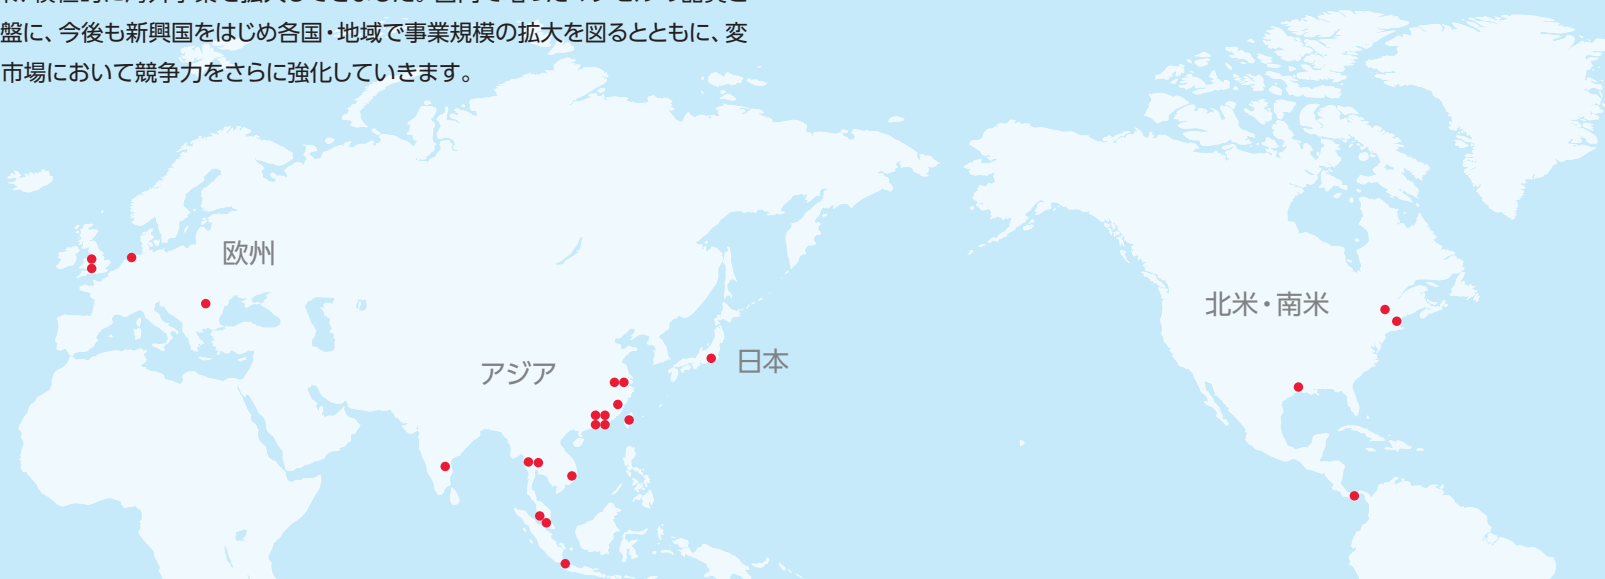 盤に、今後も新興国をはじめ各国・地域で事業規模の拡大を図るとともに、変
市場において競争力をさらに強化していきます。
欧州
北米・南米
アジア
日本